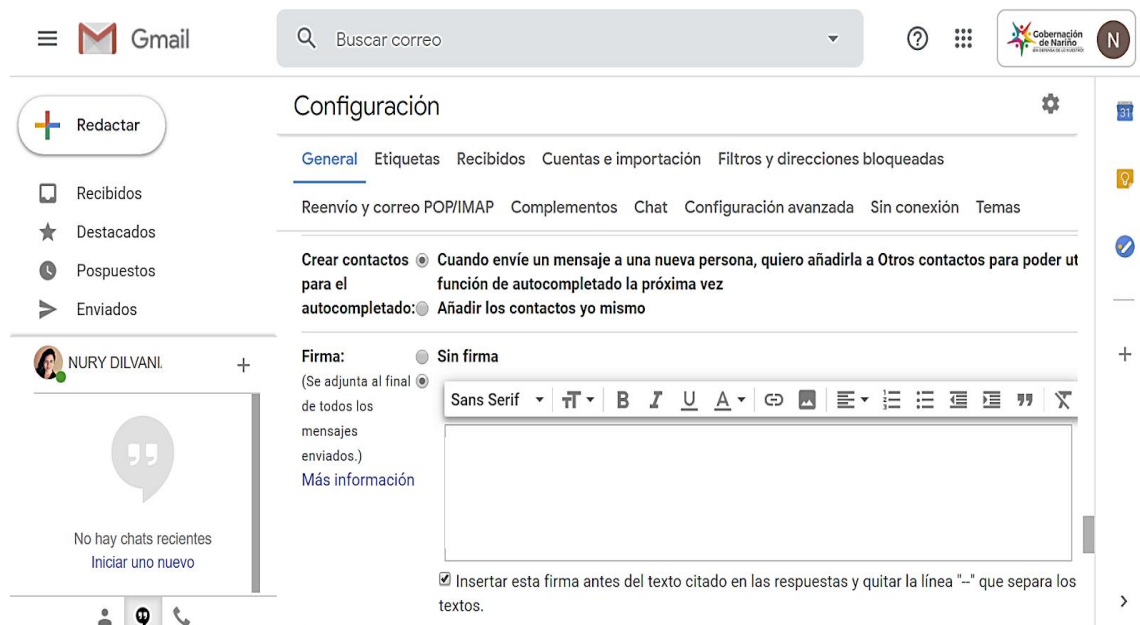 Gmail
Buscar correo
Gobernación
de Nariño
N
Redactar
Recibidos
Destacados
Pospuestos
Enviados
NURY DILVANI.
No hay chats recientes
Iniciar uno nuevo
Configuración
General Etiquetas Recibidos Cuentas e importación Filtros y direcciones bloqueadas
Reenvío y correo POP/IMAP Complementos Chat Configuración avanzada Sin conexión Temas
Crear contactos
para el
autocompletado:
Cuando envíe un mensaje a una nueva persona, quiero añadirla a Otros contactos para poder ut
función de autocompletado la próxima vez
Añadir los contactos yo mismo
Firma:
(Se adjunta al final
de todos los
mensajes
enviados.)
Más información
Sin firma
Sans Serif
Insertar esta firma antes del texto citado en las respuestas y quitar la línea "--" que separa los
textos.
31